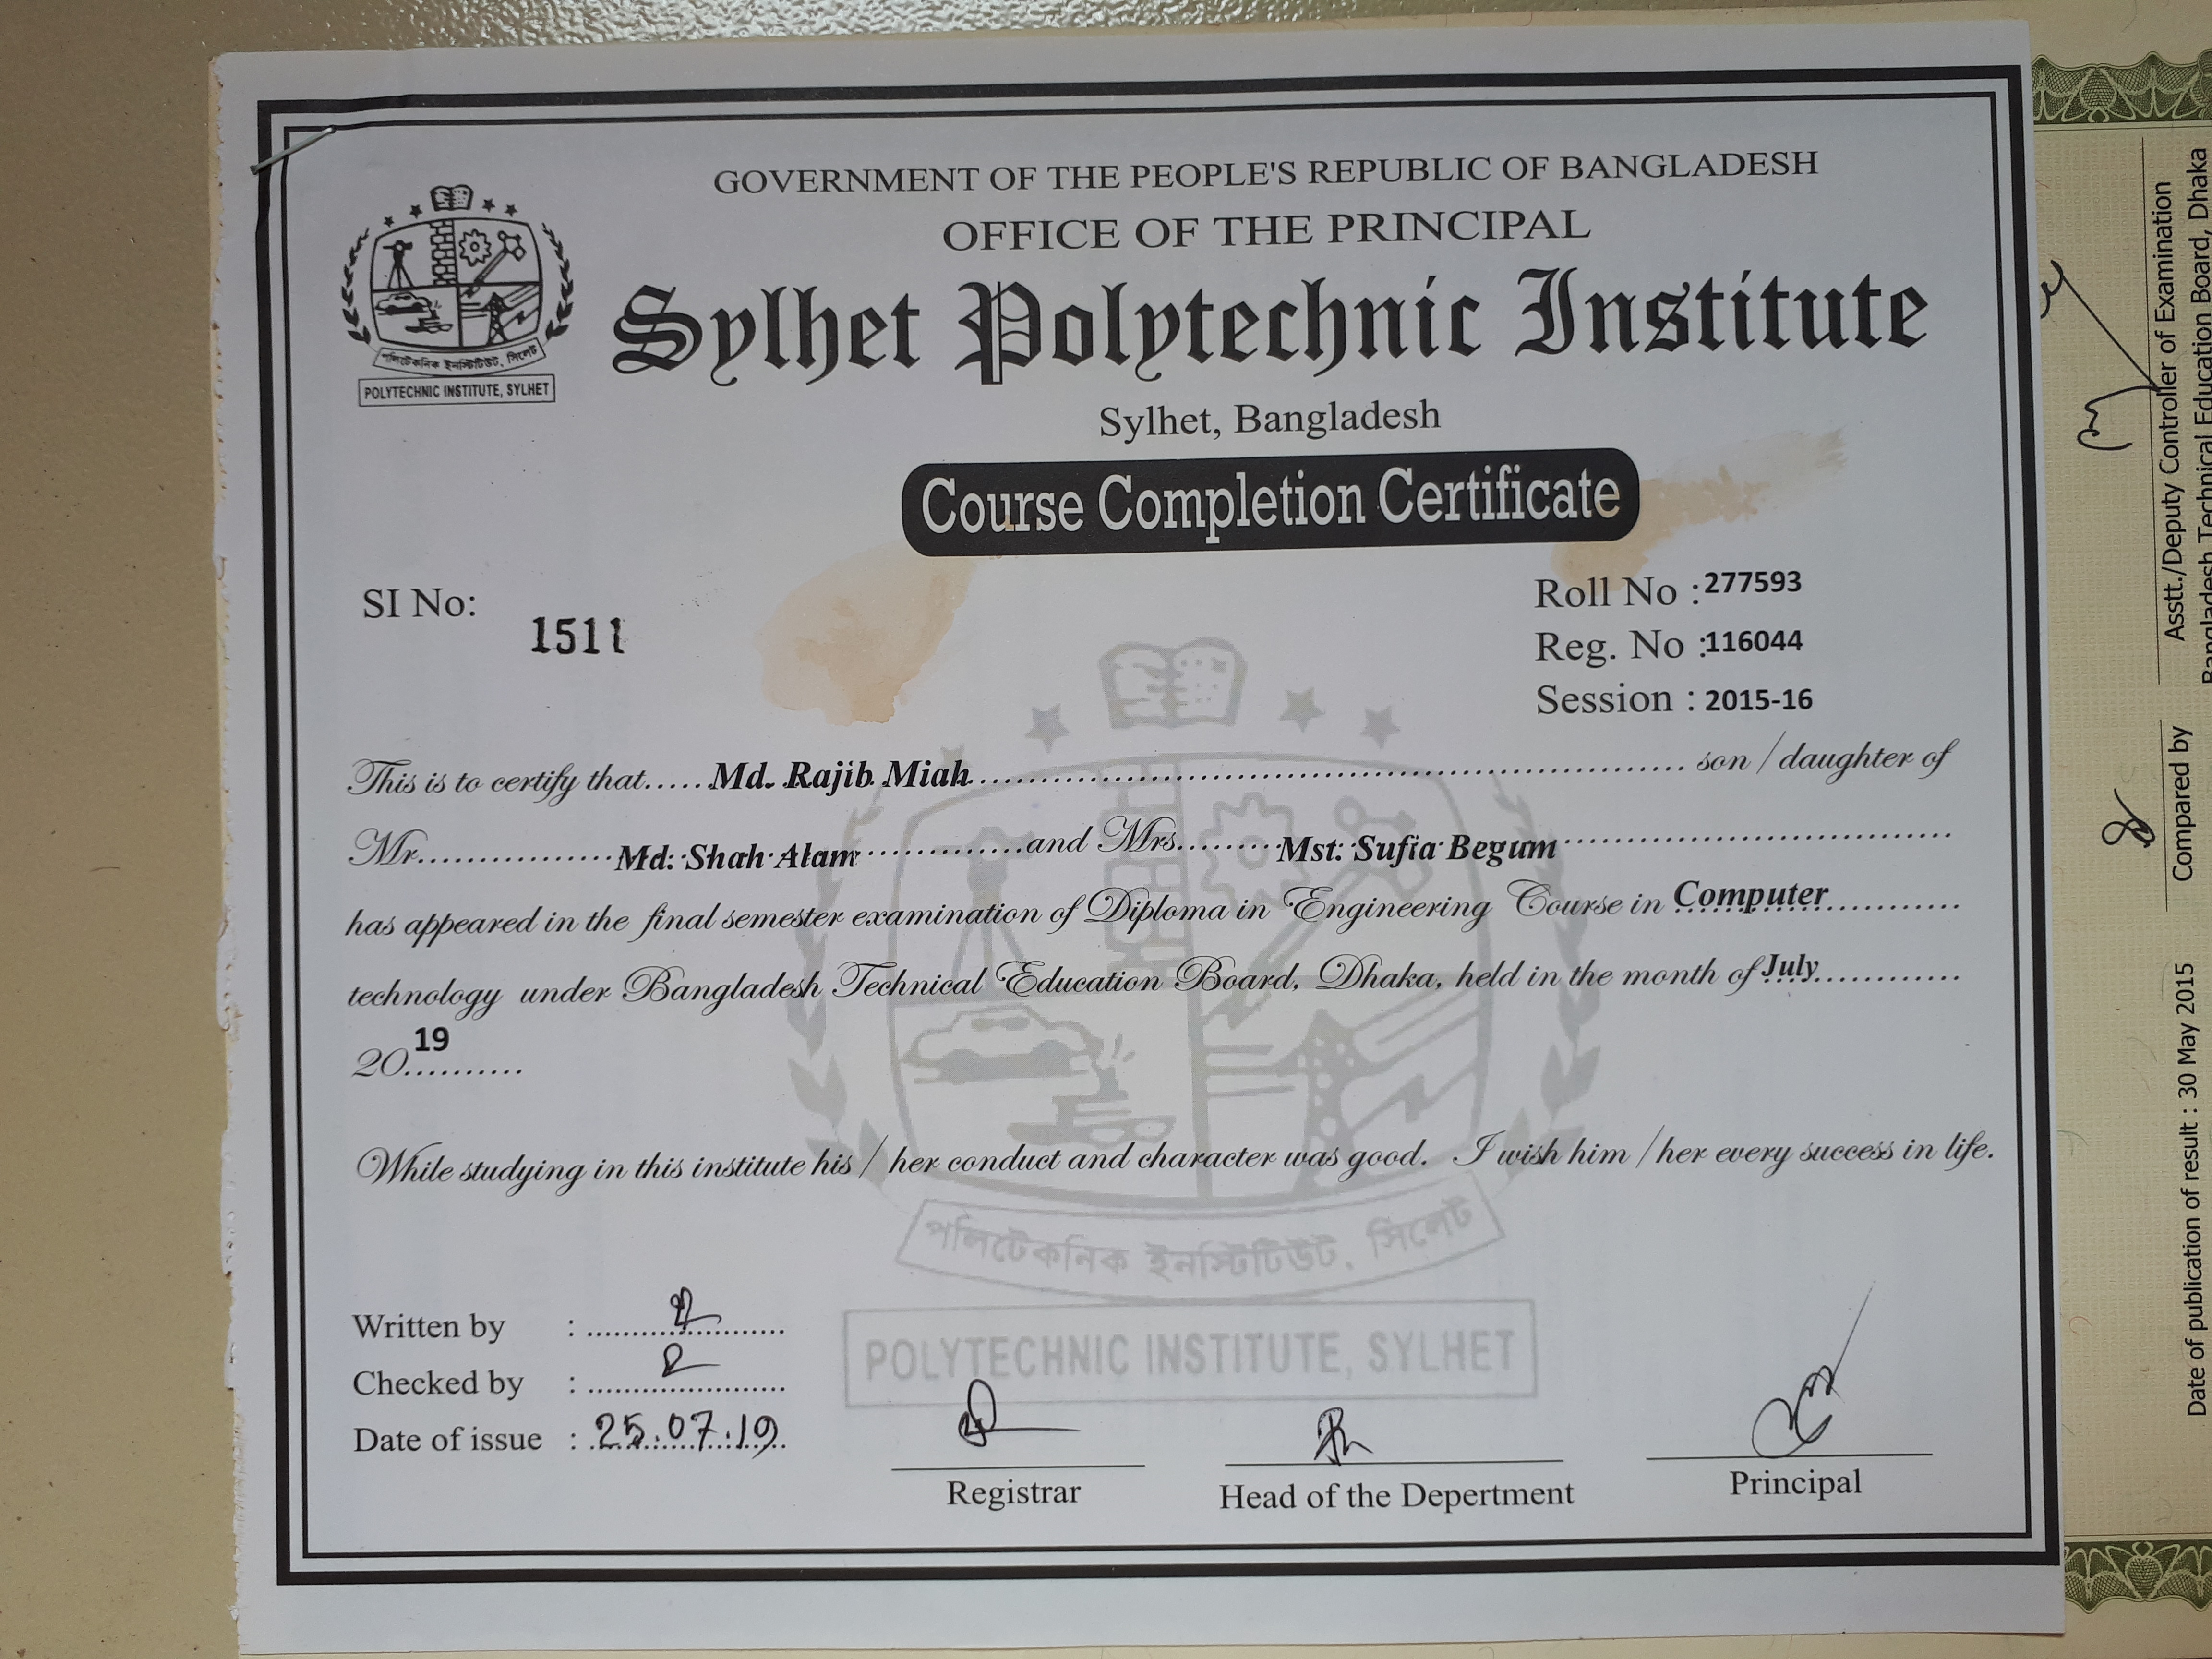 GOVERNMENT OF THE PEOPLE'S REPUBLIC OF BANGLADESH
OFFICE OF THE PRINCIPAL
Sylhet Polytechnic Institute
Sylhet, Bangladesh
পলিটেকনিক ইনস্টিটিউট, সিলেট
POLYTECHNIC INSTITUTE, SYLHET
Course Completion Certificate
SI No: 1511
Roll No : 277593
Reg. No : 116044
Session : 2015-16
This is to certify that.....Md. Rajib Miah.......... son / daughter of
Mr..........Md. Shah Alam..........and Mrs......Mst. Sufia Begum..........
has appeared in the final semester examination of Diploma in Engineering Course in Computer..........
technology under Bangladesh Technical Education Board, Dhaka, held in the month of July..........
20...19.......
While studying in this institute his / her conduct and character was good. I wish him / her every success in life.
পলিটেকনিক ইনস্টিটিউট, সিলেট
POLYTECHNIC INSTITUTE, SYLHET
Written by : ..........
Checked by : ..........
Date of issue : 25.07.19
Registrar
Head of the Depertment
Principal
Date of publication of result : 30 May 2015
Compared by
Asstt./Deputy Controller of Examination
Bangladesh Technical Education Board, Dhaka